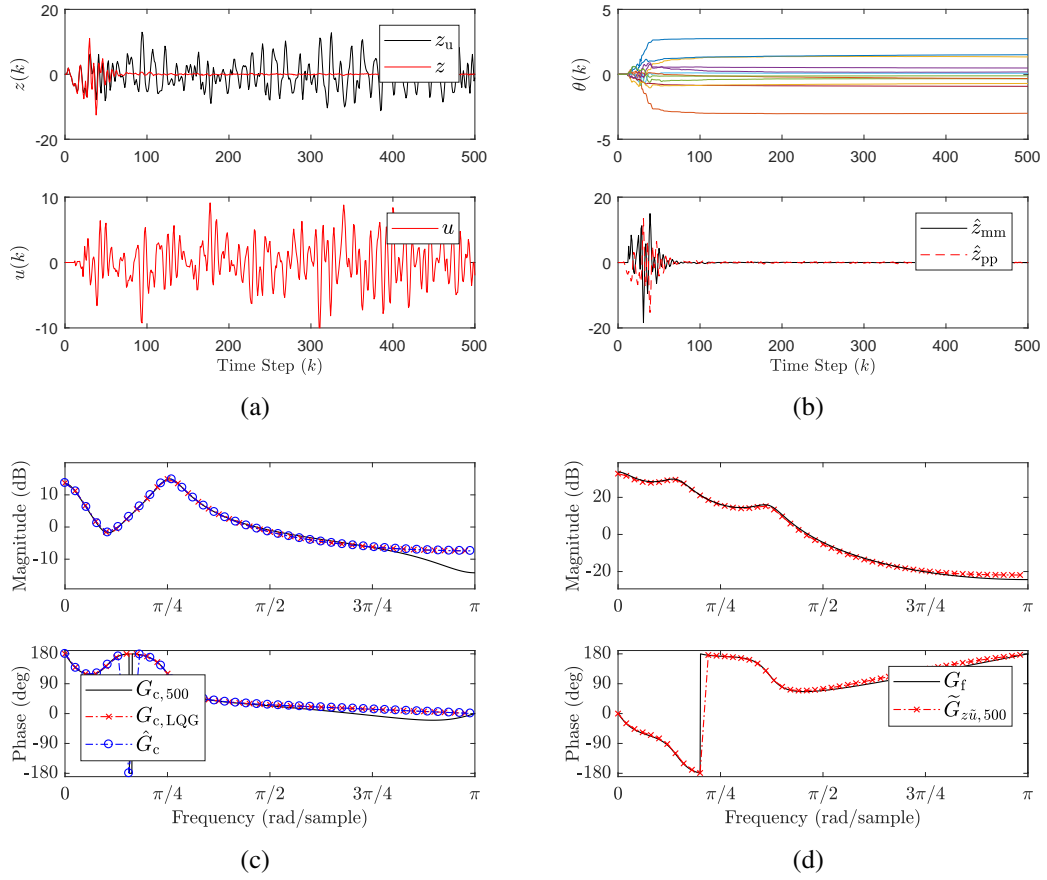 20
0
-20
z(k)
z_u
z
0 100 200 300 400 500
10
0
-10
u(k)
u
0 100 200 300 400 500
Time Step (k)
(a)
5
0
-5
θ(k)
0 100 200 300 400 500
20
0
-20
ẑ_mm
ẑ_pp
0 100 200 300 400 500
Time Step (k)
(b)
10
0
-10
Magnitude (dB)
0 π/4 π/2 3π/4 π
180
90
0
-90
-180
Phase (deg)
G_c,500
G_c,LQG
Ĝ_c
0 π/4 π/2 3π/4 π
Frequency (rad/sample)
(c)
20
0
-20
Magnitude (dB)
0 π/4 π/2 3π/4 π
180
90
0
-90
-180
Phase (deg)
G_f
G̃_zũ,500
0 π/4 π/2 3π/4 π
Frequency (rad/sample)
(d)